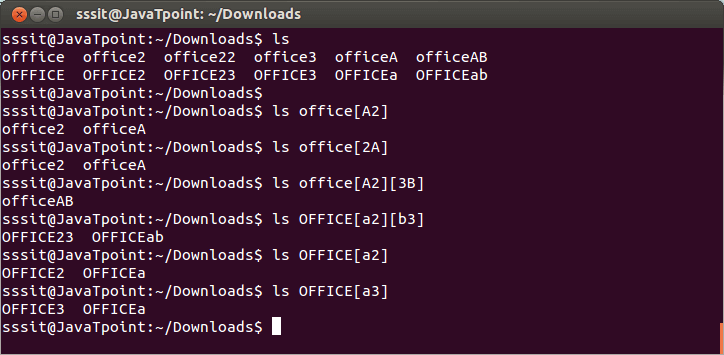 sssit@JavaTpoint: ~/Downloads
sssit@JavaTpoint:~/Downloads$ ls
offfice  office2  office22  office3  officeA  officeAB
OFFFICE  OFFICE2  OFFICE23  OFFICE3  OFFICEa  OFFICEab
sssit@JavaTpoint:~/Downloads$
sssit@JavaTpoint:~/Downloads$ ls office[A2]
office2  officeA
sssit@JavaTpoint:~/Downloads$ ls office[2A]
office2  officeA
sssit@JavaTpoint:~/Downloads$ ls office[A2][3B]
officeAB
sssit@JavaTpoint:~/Downloads$ ls OFFICE[a2][b3]
OFFICE23  OFFICEab
sssit@JavaTpoint:~/Downloads$ ls OFFICE[a2]
OFFICE2  OFFICEa
sssit@JavaTpoint:~/Downloads$ ls OFFICE[a3]
OFFICE3  OFFICEa
sssit@JavaTpoint:~/Downloads$